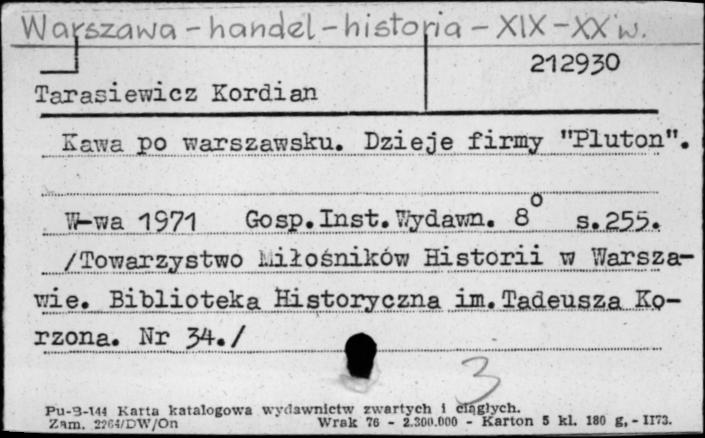 Warszawa - handel - historia - XIX - XX w.
212930
Tarasiewicz Kordian
Kawa po warszawsku. Dzieje firmy "Pluton".
W-wa 1971 Gosp.Inst.Wydawn. 8° s.255.
/Towarzystwo Miłośników Historii w Warsza-
wie. Biblioteka Historyczna im.Tadeusza Ko-
rzona. Nr 34./
3
Pu-3-144 Karta katalogowa wydawnictw zwartych i ciągłych.
Zam. 2264/DW/On Wrak 76 - 2.300.000 - Karton 5 kl. 180 g, - II73.